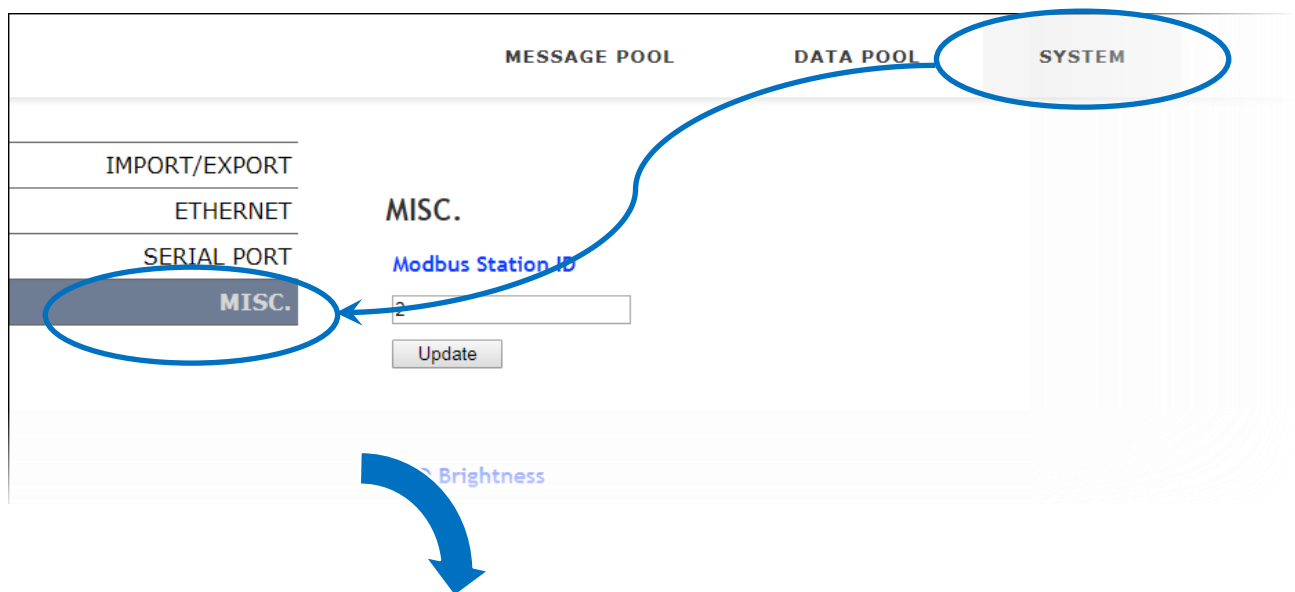 MESSAGE POOL DATA POOL SYSTEM
IMPORT/EXPORT
ETHERNET
SERIAL PORT
MISC.
MISC.
Modbus Station ID
2
Update
Brightness